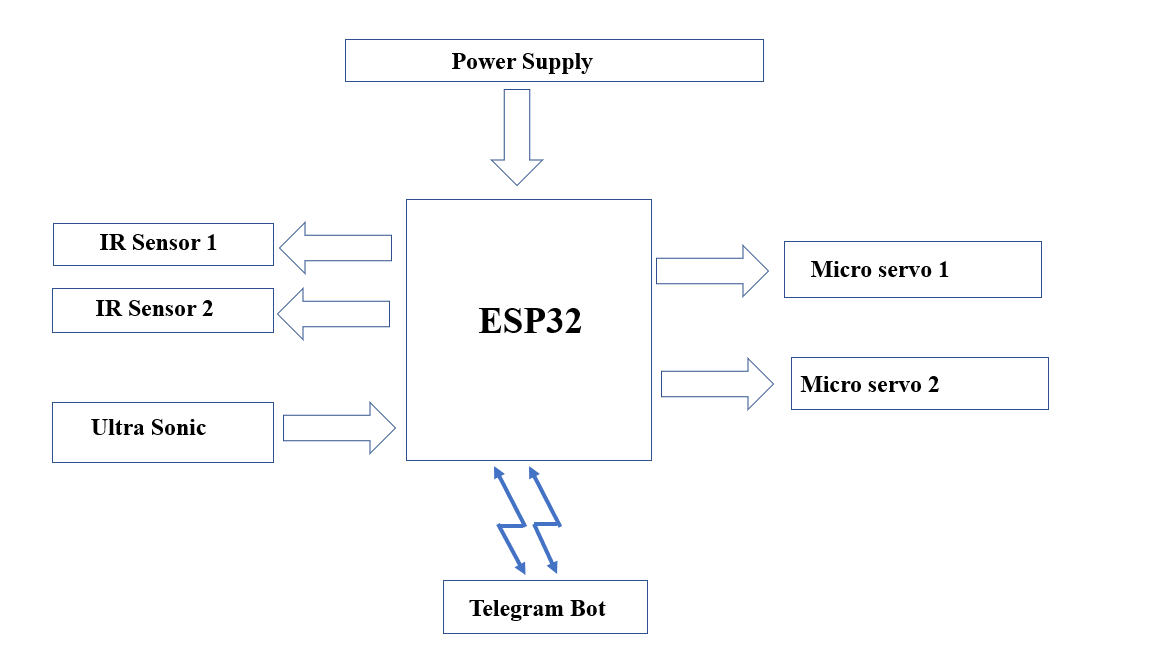 Power Supply
IR Sensor 1
IR Sensor 2
Ultra Sonic
ESP32
Micro servo 1
Micro servo 2
Telegram Bot